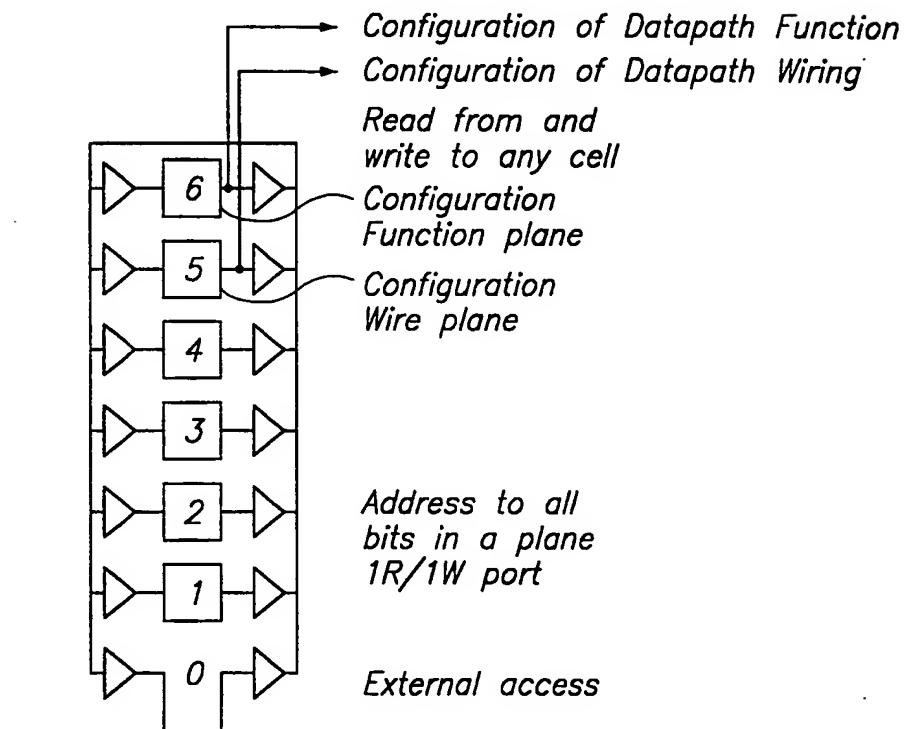 Configuration of Datapath Function
Configuration of Datapath Wiring
Read from and
write to any cell
6
Configuration
Function plane
5
Configuration
Wire plane
4
3
2
Address to all
bits in a plane
1R/1W port
1
0
External access